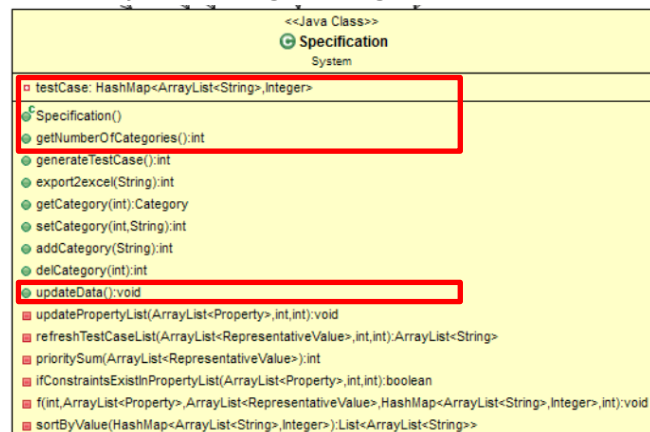 <<Java Class>>
Specification
System
testCase: HashMap<ArrayList<String>,Integer>
Specification()
getNumberOfCategories():int
generateTestCase():int
export2excel(String):int
getCategory(int):Category
setCategory(int,String):int
addCategory(String):int
delCategory(int):int
updateData():void
updatePropertyList(ArrayList<Property>,int,int):void
refreshTestCaseList(ArrayList<RepresentativeValue>,int,int):ArrayList<String>
prioritySum(ArrayList<RepresentativeValue>):int
ifConstraintsExistInPropertyList(ArrayList<Property>,int,int):boolean
f(int,ArrayList<Property>,ArrayList<RepresentativeValue>,HashMap<ArrayList<String>,Integer>,int):void
sortByValue(HashMap<ArrayList<String>,Integer>):List<ArrayList<String>>